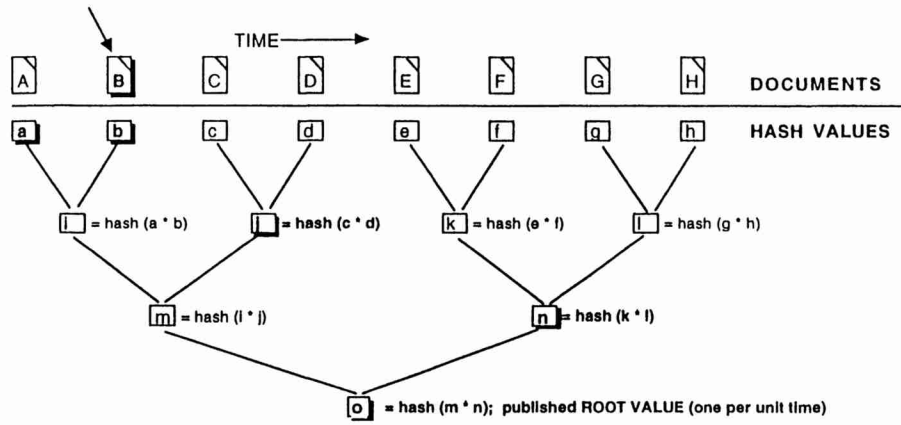 TIME
A B C D E F G H DOCUMENTS
a b c d e f g h HASH VALUES
i = hash (a * b) j = hash (c * d) k = hash (e * f) l = hash (g * h)
m = hash (i * j) n = hash (k * l)
o = hash (m * n); published ROOT VALUE (one per unit time)